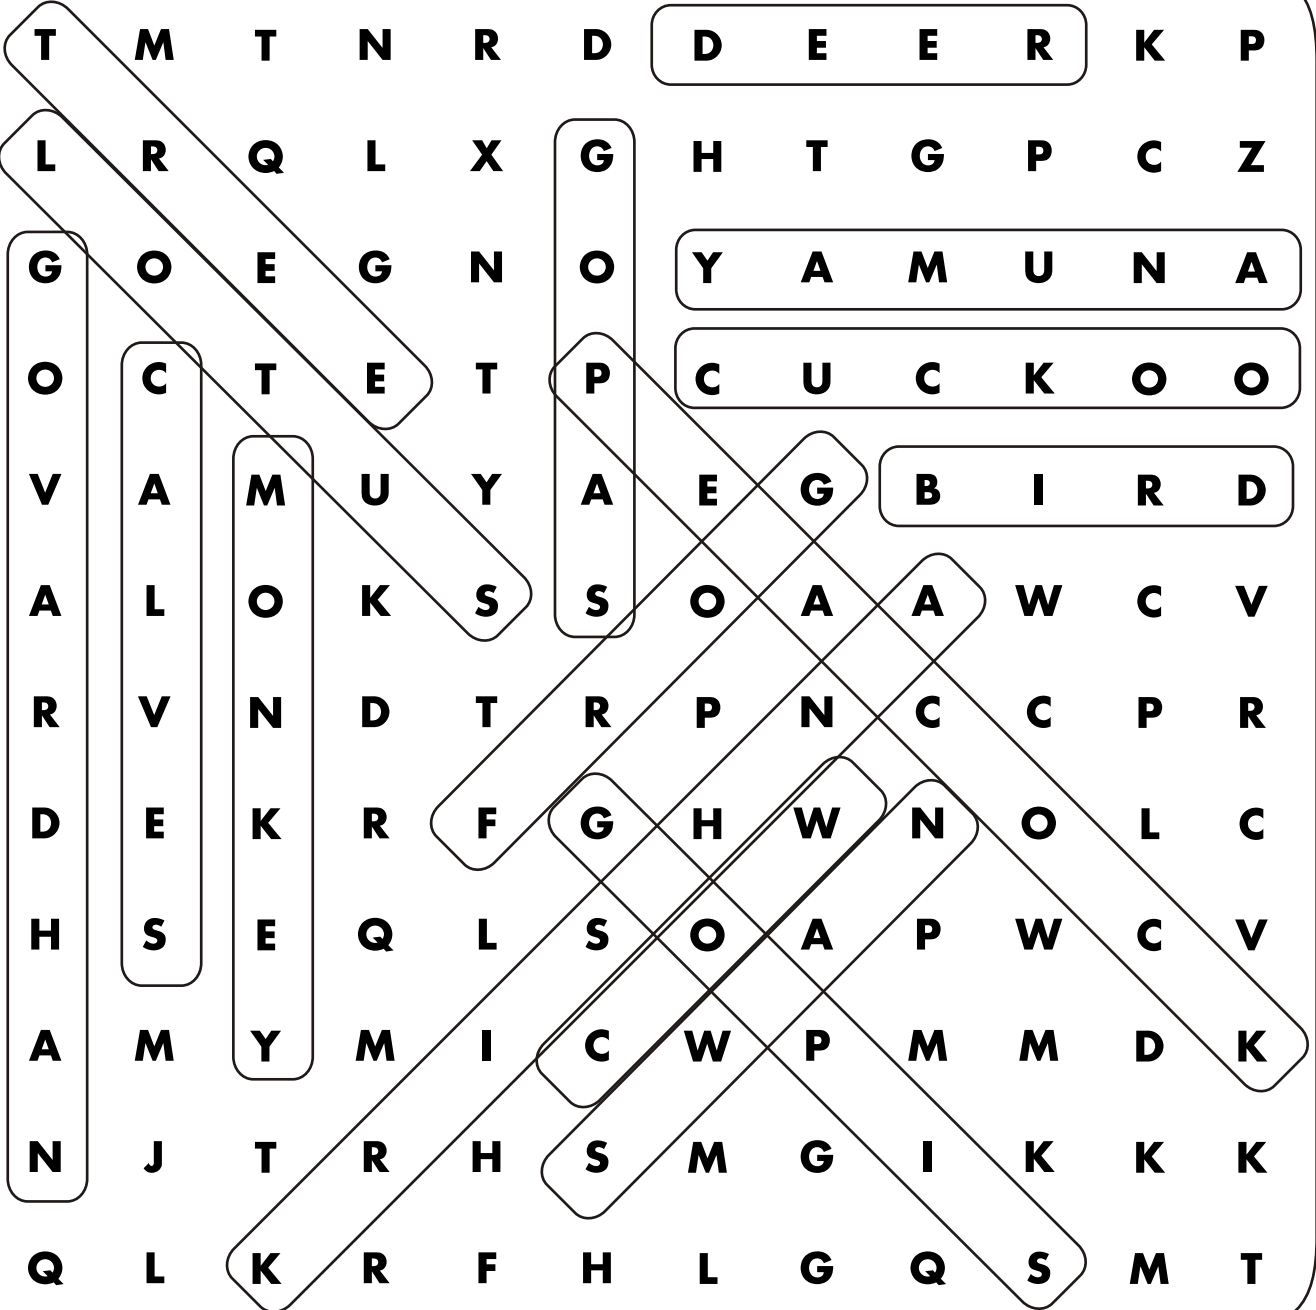 T M T N R D D E E R K P
L R Q L X G H T G P C Z
G O E G N O Y A M U N A
O C T E T P C U C K O O
V A M U Y A E G B I R D
A L O K S S O A A W C V
R V N D T R P N C C P R
D E K R F G H W N O L C
H S E Q L S O A P W C V
A M Y M I C W P M M D K
N J T R H S M G I K K K
Q L K R F H L G Q S M T